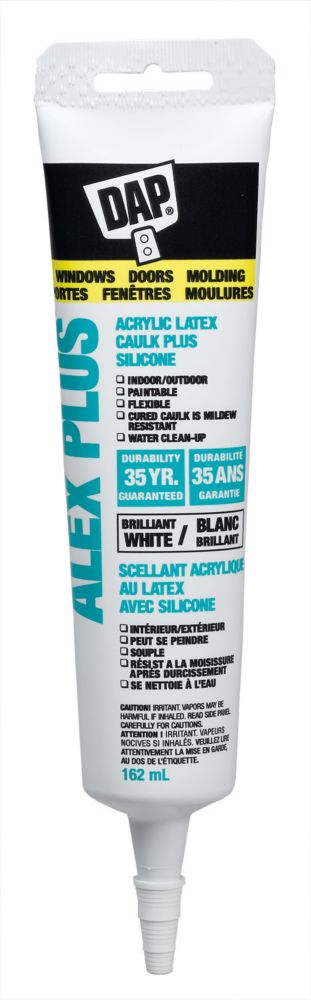 DAP®
WINDOWS DOORS MOLDING
ORTES FENÊTRES MOULURES
ALEX PLUS
ACRYLIC LATEX
CAULK PLUS
SILICONE
INDOOR/OUTDOOR
PAINTABLE
FLEXIBLE
CURED CAULK IS MILDEW
RESISTANT
WATER CLEAN-UP
DURABILITY
35 YR.
GUARANTEED
DURABILITÉ
35 ANS
GARANTIE
BRILLIANT
WHITE /
BLANC
BRILLANT
SCELLANT ACRYLIQUE
AU LATEX
AVEC SILICONE
INTÉRIEUR/EXTÉRIEUR
PEUT SE PEINDRE
SOUPLE
RÉSIST A LA MOISISSURE
APRÉS DURCISSEMENT
SE NETTOIE À L'EAU
CAUTION! IRRITANT. VAPORS MAY BE
HARMFUL IF INHALED. READ SIDE PANEL
CAREFULLY FOR CAUTIONS.
ATTENTION ! IRRITANT. VAPEURS
NOCIVES SI INHALÉS. VEUILLEZ LIRE
ATTENTIVEMENT LA MISE EN GARDE,
AU DOS DE L'ÉTIQUETTE.
162 mL